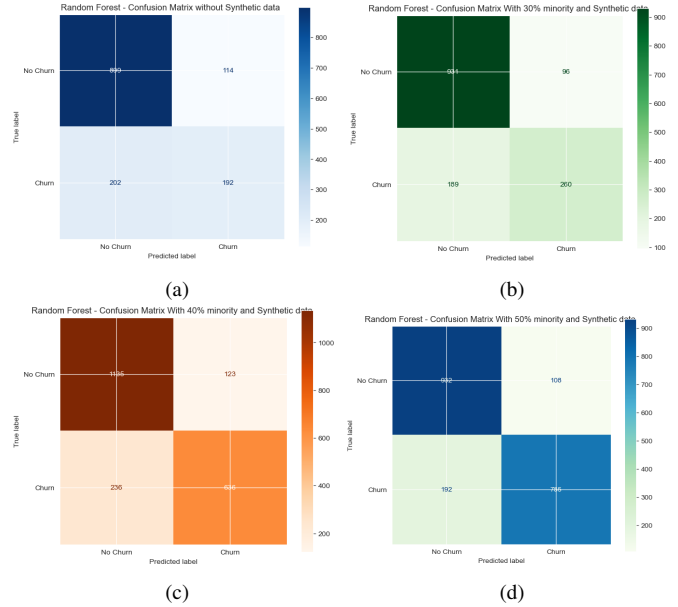 Random Forest - Confusion Matrix without Synthetic data
No Churn
899
114
Churn
202
192
No Churn
Churn
True label
Predicted label
800
700
600
500
400
300
200
(a)
Random Forest - Confusion Matrix With 30% minority and Synthetic data
No Churn
931
96
Churn
189
260
No Churn
Churn
True label
Predicted label
900
800
700
600
500
400
300
200
100
(b)
Random Forest - Confusion Matrix With 40% minority and Synthetic data
No Churn
1135
123
Churn
236
No Churn
Churn
True label
Predicted label
1000
800
600
400
200
(c)
Random Forest - Confusion Matrix With 50% minority and Synthetic data
No Churn
932
108
Churn
192
No Churn
Churn
True label
Predicted label
900
800
700
600
500
400
300
200
(d)